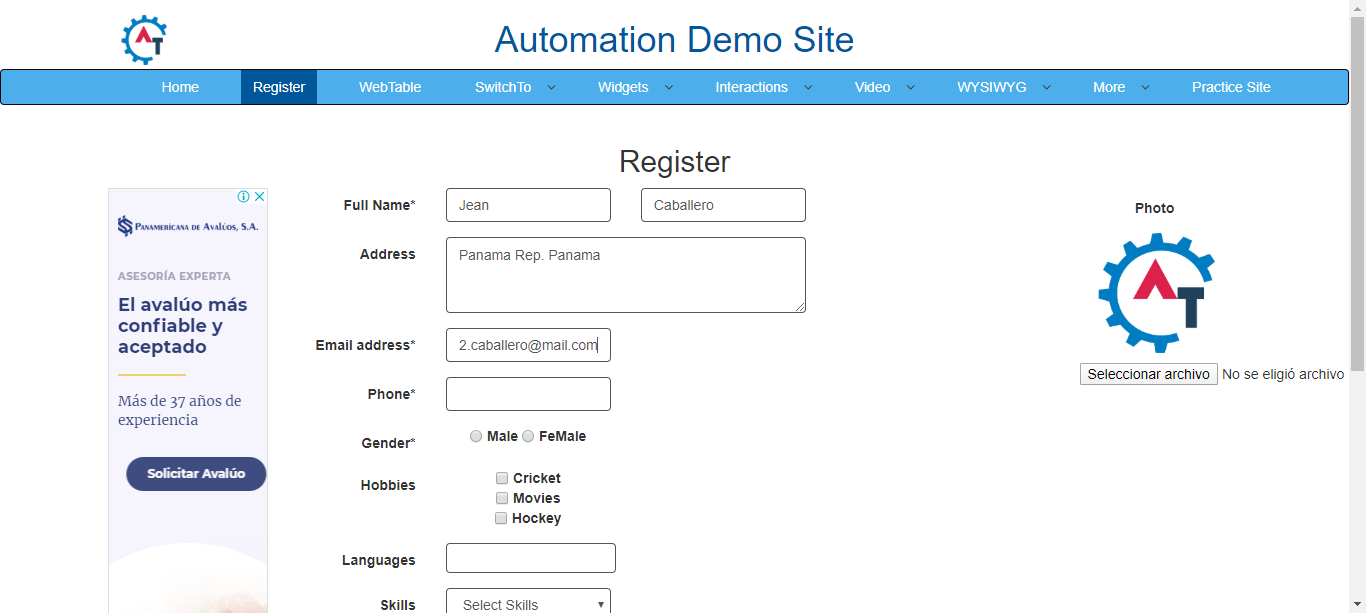 AT
Automation Demo Site
Home Register WebTable SwitchTo Widgets Interactions Video WYSIWYG More Practice Site
Register
PANAMERICANA DE AVALÚOS, S.A.
ASESORÍA EXPERTA
El avalúo más
confiable y
aceptado
Más de 37 años de
experiencia
Solicitar Avalúo
Full Name* Jean Caballero
Address Panama Rep. Panama
Email address* 2.caballero@mail.com
Phone*
Gender* Male FeMale
Hobbies Cricket
Movies
Hockey
Languages
Skills Select Skills
Photo
AT
Seleccionar archivo No se eligió archivo